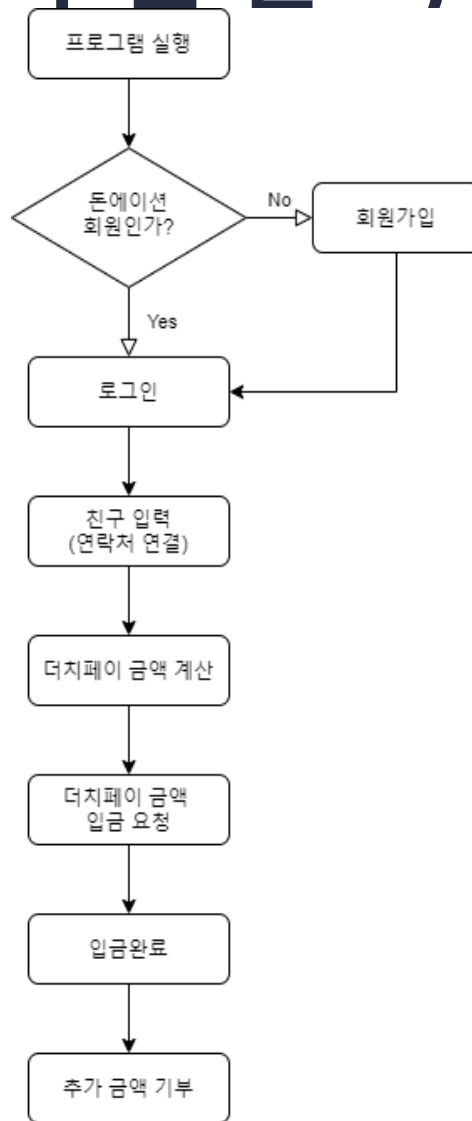 프로그램 실행
돈에이션
회원인가?
No
회원가입
Yes
로그인
친구 입력
(연락처 연결)
더치페이 금액 계산
더치페이 금액
입금 요청
입금완료
추가 금액 기부